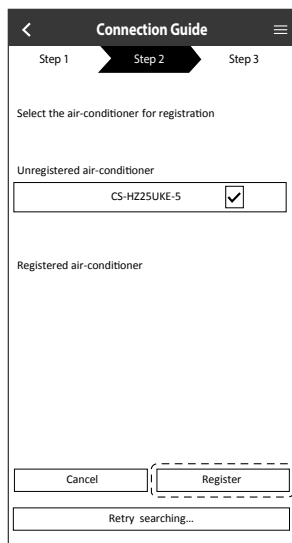 Connection Guide
Step 1 Step 2 Step 3
Select the air-conditioner for registration
Unregistered air-conditioner
CS-HZ25UKE-5
Registered air-conditioner
Cancel Register
Retry searching...